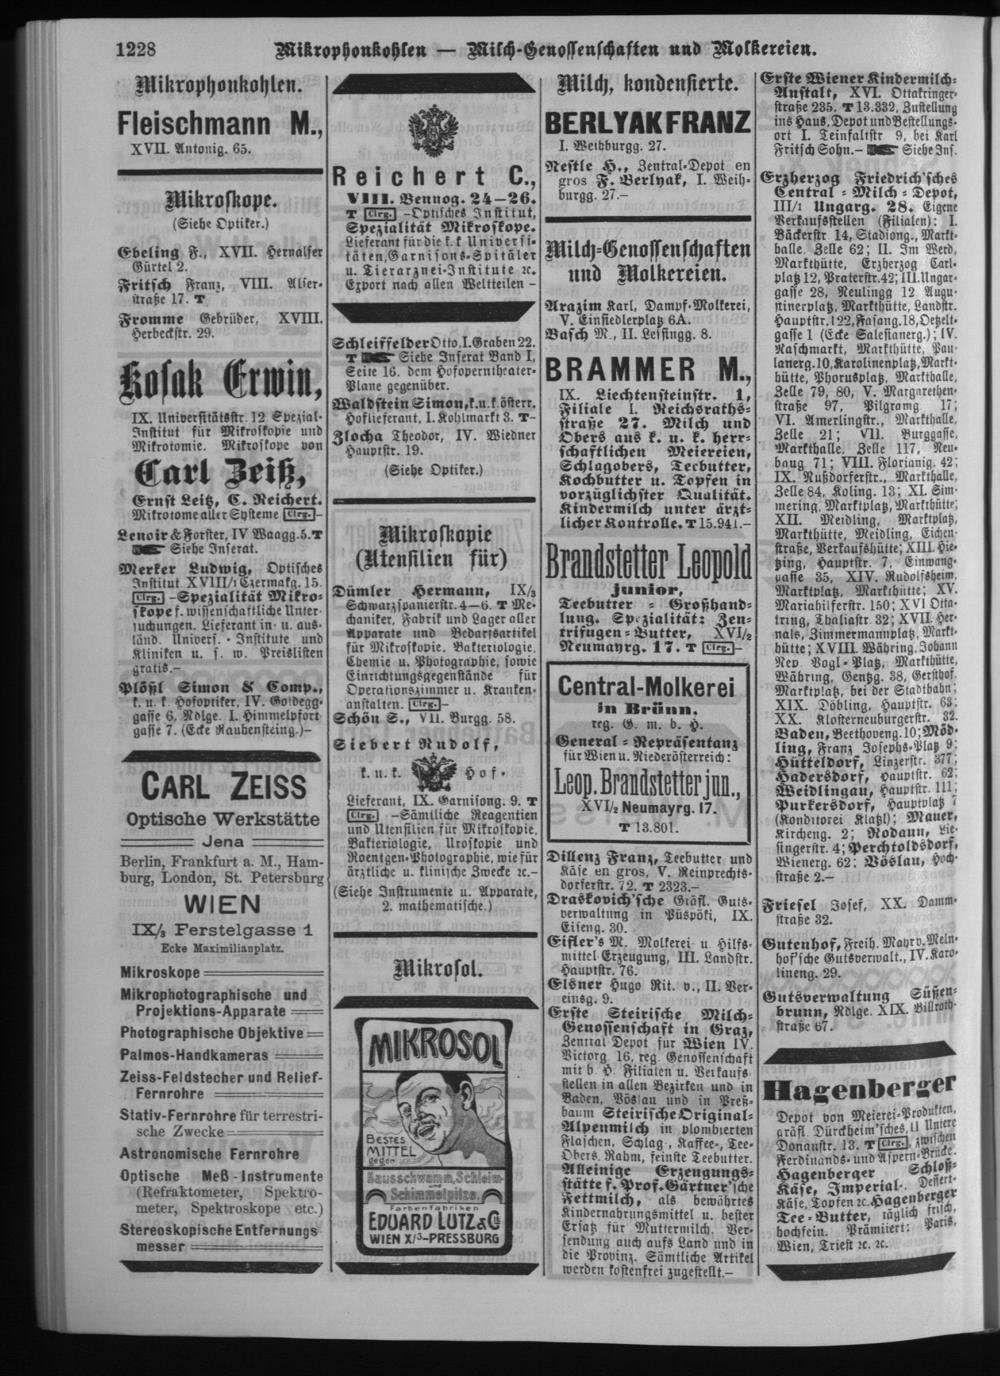 1228
Mikrophonkohlen — Milch-Genossenschaften und Molkereien.
Mikrophonkohlen.
Fleischmann M.,
XVII. Antonig. 65.
Mikroskope.
(Siehe Optiker.)
Ebeling F., XVII. Hernalser
Gürtel 2.
Fritsch Franz, VIII. Alser-
straße 17. T
Fromme Gebrüder, XVIII.
Herbeckstr. 29.
Kosak Erwin,
IX. Universitätsstr. 12 Spezial-
Institut für Mikroskopie und
Mikrotomie. Mikroskope von
Carl Zeiß,
Ernst Leitz, C. Reichert.
Mikrotome aller Systeme Clrg.–
Lenoir & Forster, IV Waagg. 5. T
Siehe Inserat.
Merker Ludwig, Optisches
Institut XVIII/1 Czermakg. 15.
Clrg. –Spezialität Mikro-
skope f. wissenschaftliche Unter-
suchungen. Lieferant in- u. aus-
länd. Univers.-Institute und
Kliniken u. s. w. Preislisten
gratis.–
Plößl Simon & Comp.,
k. u. k. Hofoptiker, IV. Goldegg-
gasse 6, Ndlge. I. Himmelpfort
gasse 7. (Ecke Rauhensteing.)–
CARL ZEISS
Optische Werkstätte
Jena
Berlin, Frankfurt a. M., Ham-
burg, London, St. Petersburg
WIEN
IX/3 Ferstelgasse 1
Ecke Maximilianplatz.
Mikroskope
Mikrophotographische und
Projektions-Apparate
Photographische Objektive
Palmos-Handkameras
Zeiss-Feldstecher und Relief-
Fernrohre
Stativ-Fernrohre für terrestri-
sche Zwecke
Astronomische Fernrohre
Optische Meß-Instrumente
(Refraktometer, Spektro-
meter, Spektroskope etc.)
Stereoskopische Entfernungs
messer
Reichert C.,
VIII. Bennog. 24–26.
T Clrg. –Optisches Institut,
Spezialität Mikroskope.
Lieferant für die k. k Universi-
täten, Garnisons-Spitäler
u. Tierarznei-Institute ꝛc.
Export nach allen Weltteilen –
Schleiffelder Otto, I. Graben 22.
T Siehe Inserat Band I,
Seite 16. dem Hofoperntheater-
Plane gegenüber.
Waldstein Simon, k. u. k. österr.
Hoflieferant, I. Kohlmarkt 3. T–
Zlocha Theodor, IV. Wiedner
Hauptstr. 19.
(Siehe Optiker.)
Mikroskopie
(Utensilien für)
Dümler Hermann, IX/3
Schwarzspanierstr. 4–6. T Me-
chaniker, Fabrik und Lager aller
Apparate und Bedarfsartikel
für Mikroskopie. Bakteriologie.
Chemie u. Photographie, sowie
Einrichtungsgegenstände für
Operationszimmer u. Kranken-
anstalten. Clrg.–
Schön S., VII. Burgg. 58.
Siebert Rudolf,
k. u. k. Hof-
Lieferant, IX. Garnisong. 9. T
Clrg. –Sämtliche Reagentien
und Utensilien für Mikroskopie,
Bakteriologie, Uroskopie und
Roentgen-Photographie, wie für
ärztliche u. klinische Zwecke ꝛc.–
(Siehe Instrumente u. Apparate,
2. mathematische.)
Mikrosol.
MIKROSOL
BESTES
MITTEL
gegen
Hausschwamm, Schleim-
& Schimmelpilze.
Farbenfabriken
EDUARD LUTZ & Cie
WIEN X/3-PRESSBURG
Milch, kondensierte.
BERLYAK FRANZ
I. Weihburgg. 27.
Nestle H., Zentral-Depot en
gros F. Berlyak, I. Weih-
burgg. 27.–
Milch-Genossenschaften
und Molkereien.
Arazim Karl, Dampf-Molkerei,
V. Einsiedlerplatz 6A.
Basch M., II. Lessingg. 8.
BRAMMER M.,
IX. Liechtensteinstr. 1,
Filiale I. Reichsraths-
straße 27. Milch und
Obers aus k. u. k. herr-
schaftlichen Meiereien,
Schlagobers, Teebutter,
Kochbutter u. Topfen in
vorzüglichster Qualität.
Kindermilch unter ärzt-
licher Kontrolle. T 15.941.–
Brandstetter Leopold
junior,
Teebutter-Großhand-
lung. Spezialität: Zen-
trifugen-Butter, XVI/2
Neumayrg. 17. T Clrg.–
Central-Molkerei
in Brünn,
reg. G. m. b. H.
General-Repräsentanz
für Wien u. Niederösterreich:
Leop. Brandstetter jun.,
XVI/2 Neumayrg. 17.
T 13.801.
Dillenz Franz, Teebutter und
Käse en gros, V. Reinprechts-
dorferstr. 72. T 2323.–
Draskovich'sche Gräfl. Guts-
verwaltung in Püspöki, IX.
Eiseng. 30.
Eisler's M. Molkerei u Hilfs-
mittel Erzeugung, III. Landstr.
Hauptstr. 76.
Elsner Hugo Rit. v., II. Ver-
einsg. 9.
Erste Steirische Milch-
Genossenschaft in Graz,
Zentral Depot für Wien IV.
Victorg 16, reg. Genossenschaft
mit b H. Filialen u. Verkaufs
stellen in allen Bezirken und in
Baden, Vöslau und in Preß-
baum Steirische Original-
Alpenmilch in plombierten
Flaschen, Schlag-, Kaffee-, Tee-
Obers, Rahm, feinste Teebutter.
Alleinige Erzeugungs-
stätte f. Prof. Gärtner'sche
Fettmilch, als bewährtes
Kindernahrungsmittel u. bester
Ersatz für Muttermilch. Ver-
sendung auch aufs Land und in
die Provinz. Sämtliche Artikel
werden kostenfrei zugestellt.–
Erste Wiener Kindermilch-
Anstalt, XVI. Ottakringer-
straße 235. T 13.332. Zustellung
ins Haus, Depot und Bestellungs-
ort I. Teinfaltstr 9, bei Karl
Fritsch Sohn.– Siehe Ins.
Erzherzog Friedrich'sches
Central-Milch-Depot,
III/1 Ungarg. 28. Eigene
Verkaufsstellen (Filialen): I.
Bäckerstr 14, Stadiong., Markt-
halle Zelle 62; II. Im Werd,
Markthütte, Erzherzog Carl-
platz 12, Praterstr. 42; III. Ungar-
gasse 28, Neulingg 12 Augu-
stinerplatz, Markthütte, Landstr.
Hauptstr. 122, Fasang. 18, Oetzelt-
gasse 1 (Ecke Salesianerg.); IV.
Naschmarkt, Markthütte, Pau-
lanerg. 10, Karolinenplatz, Markt-
hütte, Phorusplatz, Markthalle,
Zelle 79, 80, V. Margarethen-
straße 97, Pilgramg 17;
VI. Amerlingstr., Markthalle,
Zelle 21; VII. Burggasse,
Markthalle, Zelle 117, Neu-
baug 71; VIII. Florianig. 42;
IX. Nußdorferstr., Markthalle,
Zelle 84, Koling. 13; XI. Sim-
mering, Marktplatz, Markthütte;
XII. Meidling, Marktplatz,
Markthütte, Meidling, Eichen-
straße, Verkaufshütte; XIII. Hie-
tzing, Hauptstr. 7, Einwang-
gasse 35, XIV. Rudolfsheim,
Marktplatz, Markthütte; XV.
Mariahilferstr. 150; XVI Otta-
kring, Thaliastr. 32; XVII. Her-
nals, Zimmermannplatz, Markt-
hütte; XVIII. Währing, Johann
Nep Vogl-Platz, Markthütte,
Währing, Gentzg. 38, Gersthof.
Marktplatz, bei der Stadtbahn;
XIX. Döbling, Hauptstr. 63;
XX. Klosterneuburgerstr. 32.
Baden, Beethoveng. 10; Möd-
ling, Franz Josephs-Platz 9;
Hütteldorf, Linzerstr. 377;
Hadersdorf, Hauptstr. 62;
Weidlingau, Hauptstr. 111;
Purkersdorf, Hauptplatz 7
(Konditorei Klatzl); Mauer,
Kircheng. 2; Rodaun, Lie-
singerstr. 4; Perchtoldsdorf,
Wienerg. 62; Vöslau, Hoch-
straße 2.–
Friesel Josef, XX. Damm-
straße 32.
Gutenhof, Freih. Mayrv. Meln-
hof'sche Gutsverwalt., IV. Karo-
lineng. 29.
Gutsverwaltung Süßen-
brunn, Ndlge. XIX. Billroth-
straße 67.
Hagenberger
Depot von Meierei-Produkten,
gräfl. Dürckheim'sches, II Untere
Donaustr. 13. T Clrg., zwischen
Ferdinands- und Aspern-Brücke.
Hagenberger Schloß-
Käse, Imperial-, Dessert-
Käse, Topfen ꝛc. Hagenberger
Tee-Butter, täglich frisch,
hochfein. Prämiiert: Paris,
Wien, Triest ꝛc. ꝛc.